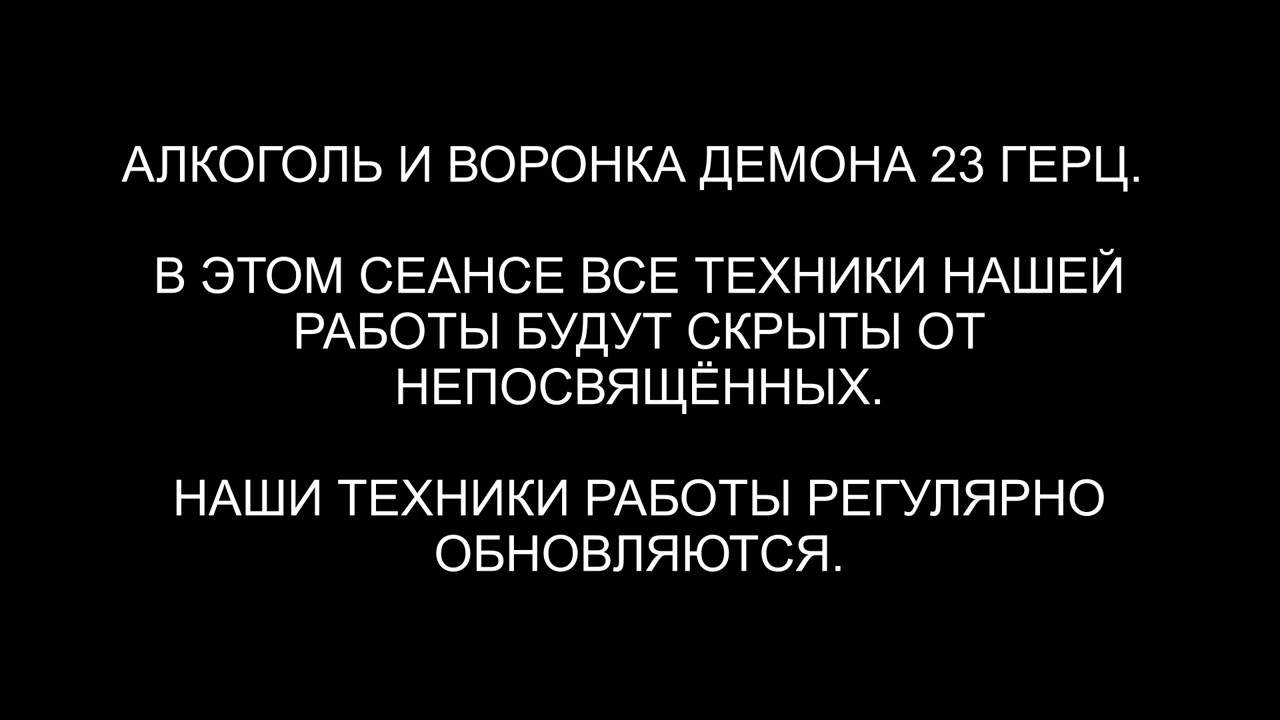 АЛКОГОЛЬ И ВОРОНКА ДЕМОНА 23 ГЕРЦ.
В ЭТОМ СЕАНСЕ ВСЕ ТЕХНИКИ НАШЕЙ
РАБОТЫ БУДУТ СКРЫТЫ ОТ
НЕПОСВЯЩЁННЫХ.
НАШИ ТЕХНИКИ РАБОТЫ РЕГУЛЯРНО
ОБНОВЛЯЮТСЯ.